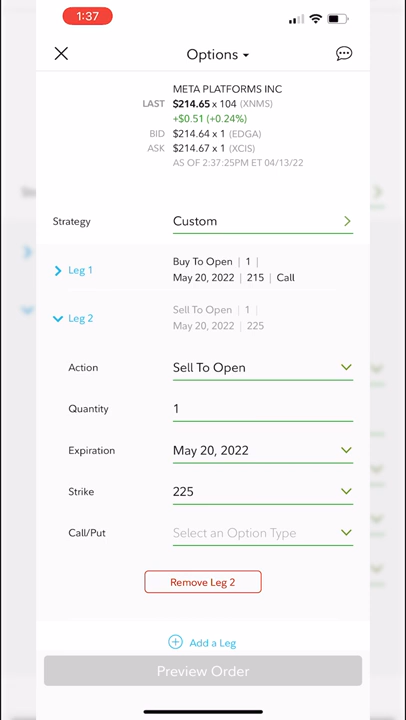 1:37
Options
META PLATFORMS INC
LAST $214.65 x 104 (XNMS)
+$0.51 (+0.24%)
BID $214.64 x 1 (EDGA)
ASK $214.67 x 1 (XCIS)
AS OF 2:37:25PM ET 04/13/22
Strategy Custom
Leg 1 Buy To Open | 1 |
May 20, 2022 | 215 | Call
Leg 2 Sell To Open | 1 |
May 20, 2022 | 225
Action Sell To Open
Quantity 1
Expiration May 20, 2022
Strike 225
Call/Put Select an Option Type
Remove Leg 2
Add a Leg
Preview Order